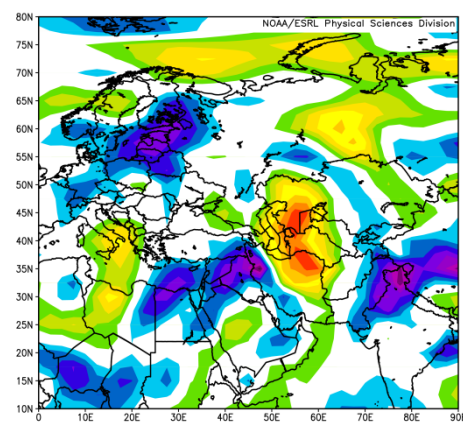 NOAA/ESRL Physical Sciences Division
80N
75N
70N
65N
60N
55N
50N
45N
40N
35N
30N
25N
20N
15N
10N
0 10E 20E 30E 40E 50E 60E 70E 80E 90E